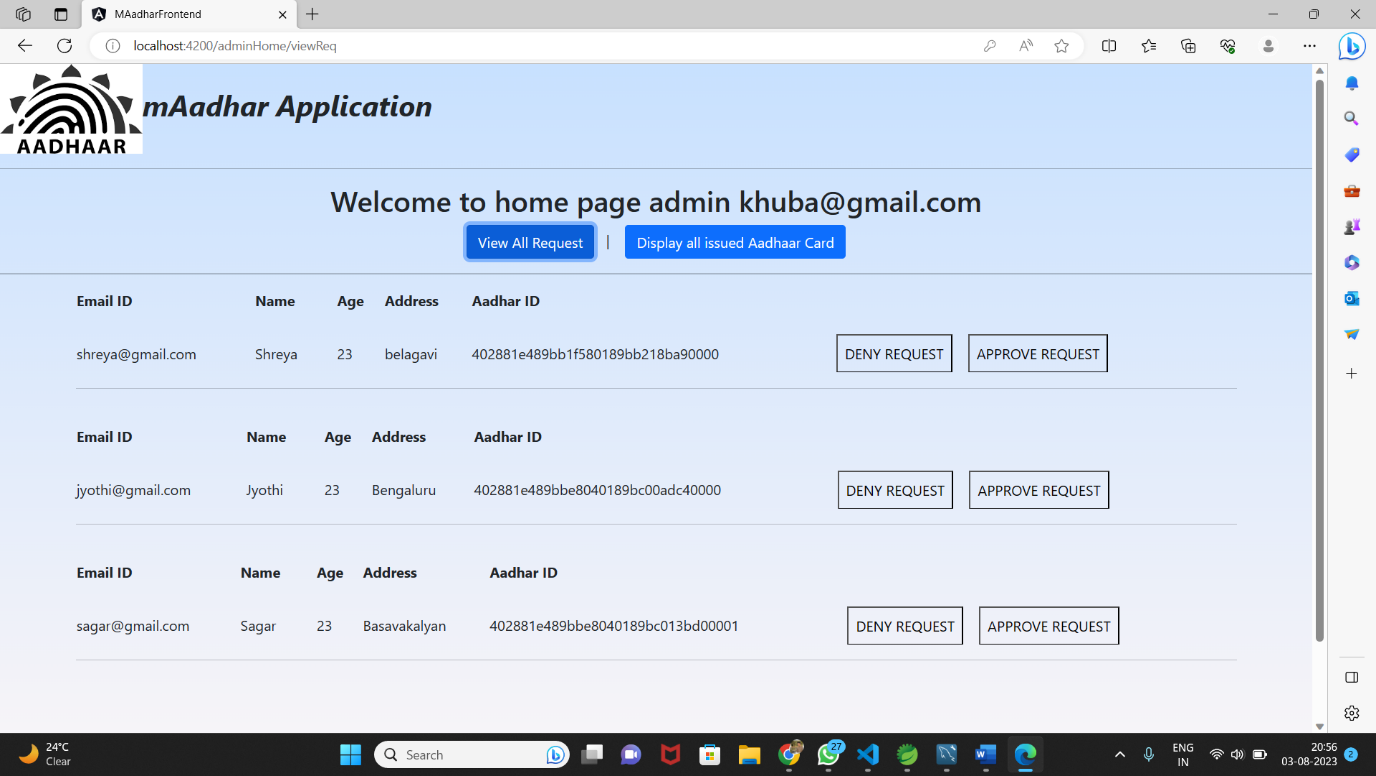 MAadharFrontend
localhost:4200/adminHome/viewReq
AADHAAR
mAadhar Application
Welcome to home page admin khuba@gmail.com
View All Request | Display all issued Aadhaar Card
Email ID Name Age Address Aadhar ID
shreya@gmail.com Shreya 23 belagavi 402881e489bb1f580189bb218ba90000 DENY REQUEST APPROVE REQUEST
Email ID Name Age Address Aadhar ID
jyothi@gmail.com Jyothi 23 Bengaluru 402881e489bbe8040189bc00adc40000 DENY REQUEST APPROVE REQUEST
Email ID Name Age Address Aadhar ID
sagar@gmail.com Sagar 23 Basavakalyan 402881e489bbe8040189bc013bd00001 DENY REQUEST APPROVE REQUEST
24°C
Clear
Search
27
ENG
IN
20:56
03-08-2023
2